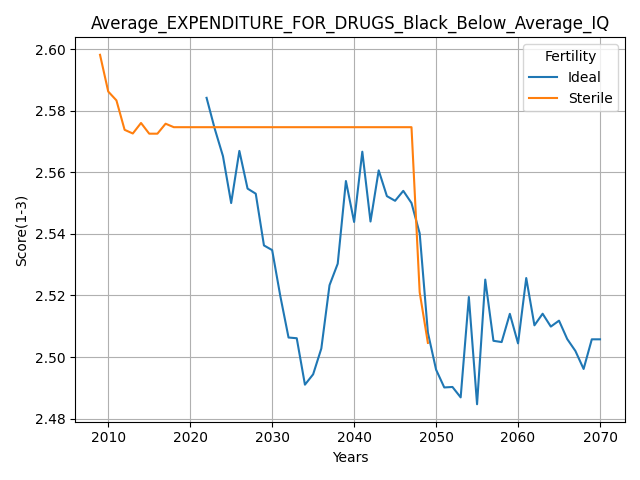 Average_EXPENDITURE_FOR_DRUGS_Black_Below_Average_IQ
Fertility
Ideal
Sterile
Score(1-3)
2.60
2.58
2.56
2.54
2.52
2.50
2.48
2010 2020 2030 2040 2050 2060 2070
Years